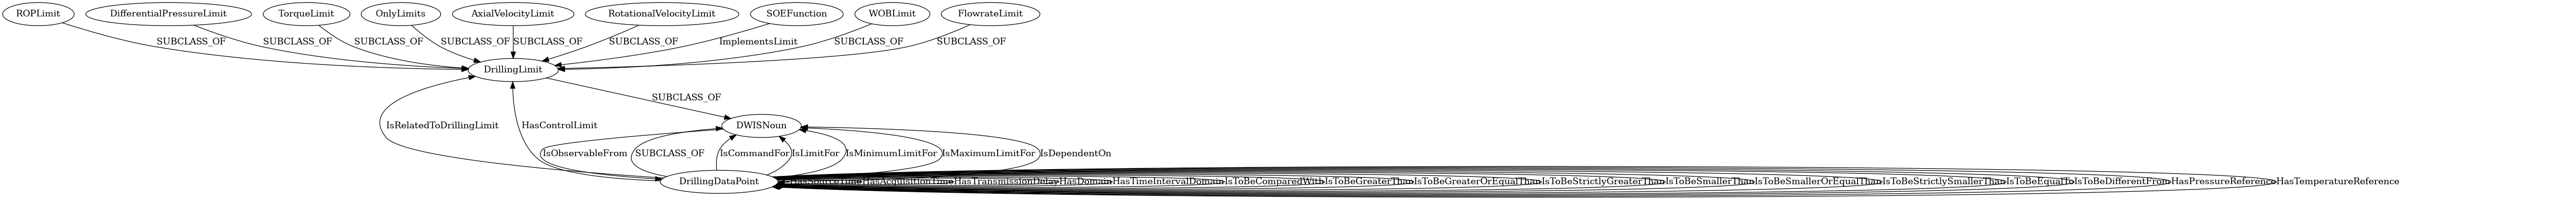 ROPLimit DifferentialPressureLimit TorqueLimit OnlyLimits AxialVelocityLimit RotationalVelocityLimit SOEFunction WOBLimit FlowrateLimit
SUBCLASS_OF SUBCLASS_OF SUBCLASS_OF SUBCLASS_OF SUBCLASS_OF SUBCLASS_OF ImplementsLimit SUBCLASS_OF SUBCLASS_OF
DrillingLimit
SUBCLASS_OF
IsRelatedToDrillingLimit HasControlLimit DWISNoun
IsObservableFrom SUBCLASS_OF IsCommandFor IsLimitFor IsMinimumLimitFor IsMaximumLimitFor IsDependentOn
DrillingDataPoint HasSourceTime HasAcquisitionTime HasTransmissionDelay HasDomain HasTimeIntervalDomain IsToBeComparedWith IsToBeGreaterThan IsToBeGreaterOrEqualThan IsToBeStrictlyGreaterThan IsToBeSmallerThan IsToBeSmallerOrEqualThan IsToBeStrictlySmallerThan IsToBeEqualTo IsToBeDifferentFrom HasPressureReference HasTemperatureReference